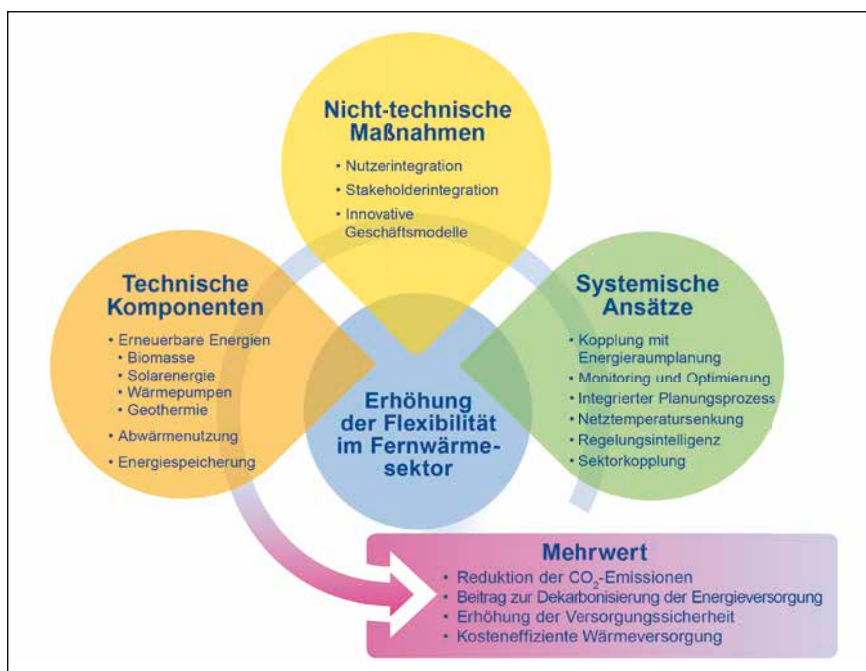 Nicht-technische
Maßnahmen
• Nutzerintegration
• Stakeholderintegration
• Innovative
Geschäftsmodelle
Technische
Komponenten
• Erneuerbare Energien
• Biomasse
• Solarenergie
• Wärmepumpen
• Geothermie
• Abwärmenutzung
• Energiespeicherung
Erhöhung
der Flexibilität
im Fernwärme-
sektor
Systemische
Ansätze
• Kopplung mit
Energieraumplanung
• Monitoring und Optimierung
• Integrierter Planungsprozess
• Netztemperatursenkung
• Regelungsintelligenz
• Sektorkopplung
Mehrwert
• Reduktion der CO₂-Emissionen
• Beitrag zur Dekarbonisierung der Energieversorgung
• Erhöhung der Versorgungssicherheit
• Kosteneffiziente Wärmeversorgung